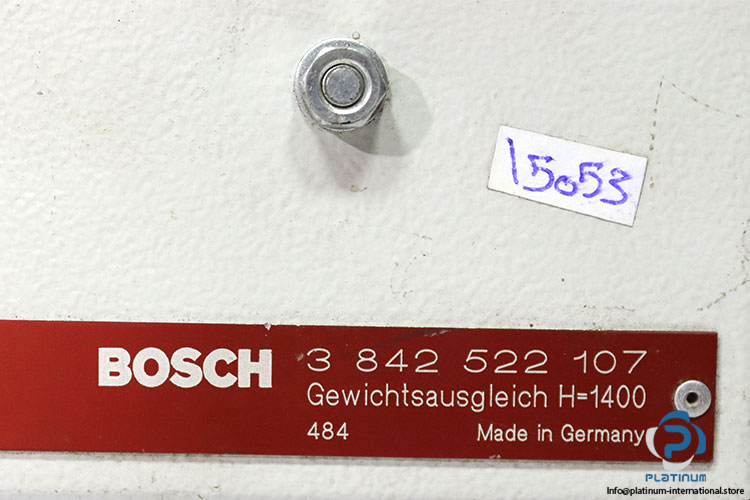 15053
BOSCH 3 842 522 107
Gewichtsausgleich H=1400
484 Made in Germany
PLATINUM
Info@platinum-international.store